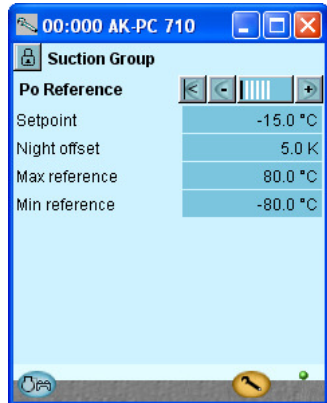 00:000 AK-PC 710
Suction Group
Po Reference
Setpoint -15.0 °C
Night offset 5.0 K
Max reference 80.0 °C
Min reference -80.0 °C